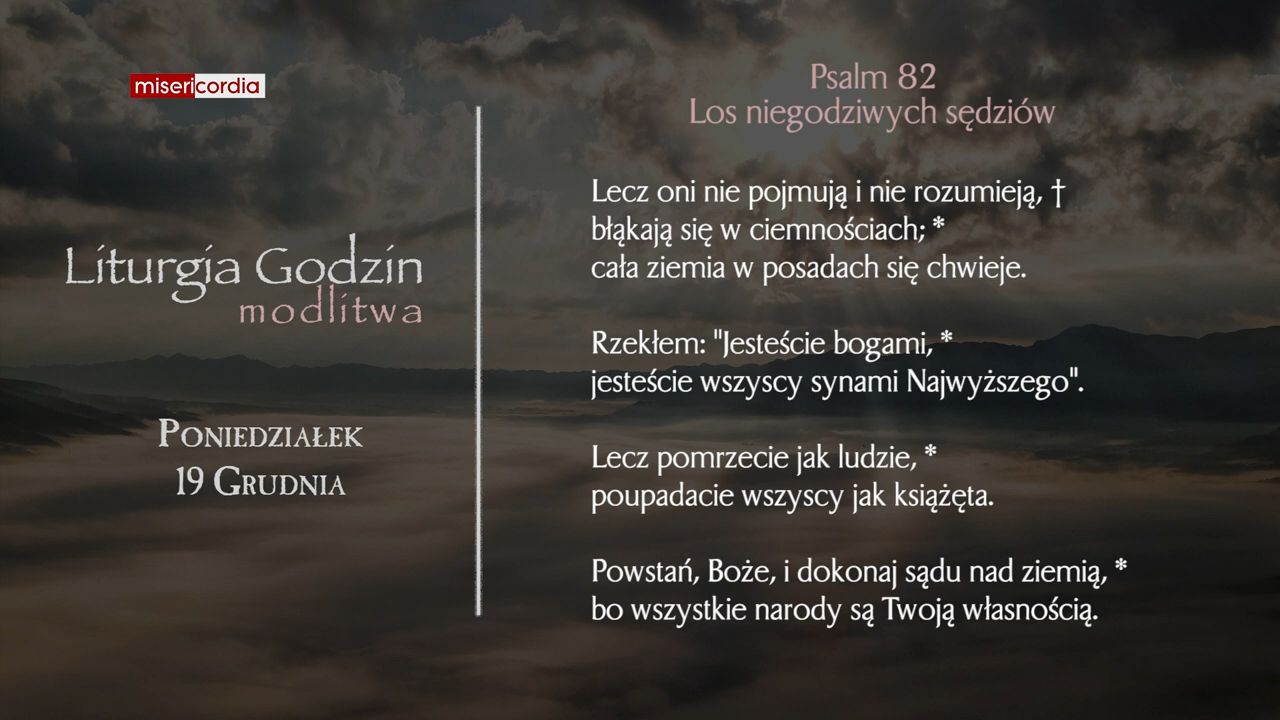 misericordia
Liturgia Godzin
modlitwa
Poniedziałek
19 Grudnia
Psalm 82
Los niegodziwych sędziów
Lecz oni nie pojmują i nie rozumieją, †
błąkają się w ciemnościach; *
cała ziemia w posadach się chwieje.
Rzekłem: "Jesteście bogami, *
jesteście wszyscy synami Najwyższego".
Lecz pomrzecie jak ludzie, *
poupadacie wszyscy jak książęta.
Powstań, Boże, i dokonaj sądu nad ziemią, *
bo wszystkie narody są Twoją własnością.